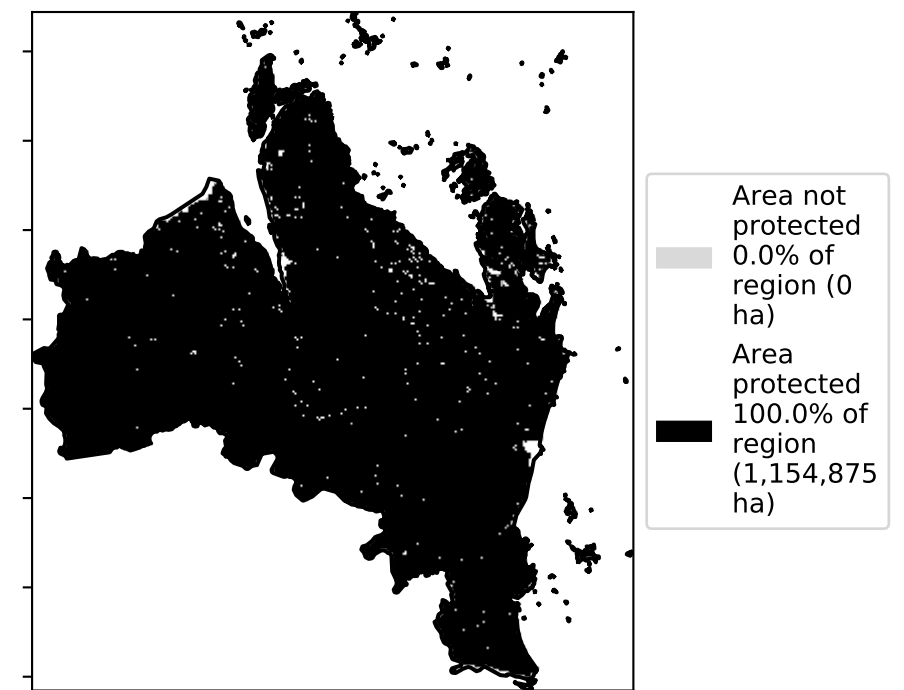 Area not
protected
0.0% of
region (0
ha)
Area
protected
100.0% of
region
(1,154,875
ha)